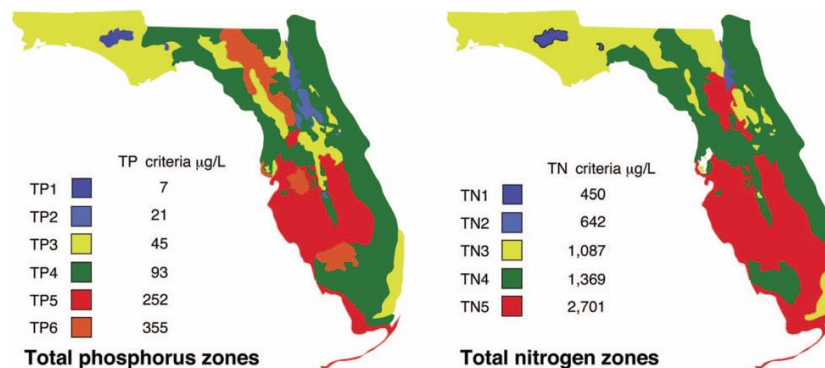 TP criteria µg/L
TP1 7
TP2 21
TP3 45
TP4 93
TP5 252
TP6 355
Total phosphorus zones
TN criteria µg/L
TN1 450
TN2 642
TN3 1,087
TN4 1,369
TN5 2,701
Total nitrogen zones